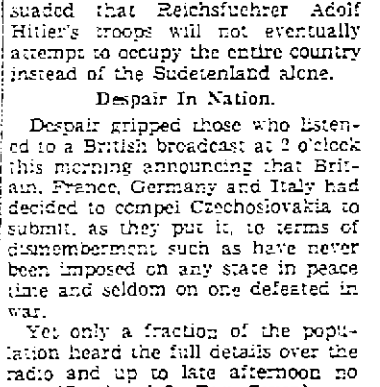 suaded that Reichsfuehrer Adolf
Hitler's troops will not eventually
attempt to occupy the entire country
instead of the Sudetenland alone.
Despair In Nation.
Despair gripped those who listen-
ed to a British broadcast at 2 o'clock
this morning announcing that Brit-
ain, France, Germany and Italy had
decided to compel Czechoslovakia to
submit, as they put it, to terms of
dismemberment such as have never
been imposed on any state in peace
time and seldom on one defeated in
war.
Yet only a fraction of the popu-
lation heard the full details over the
radio and up to late afternoon no